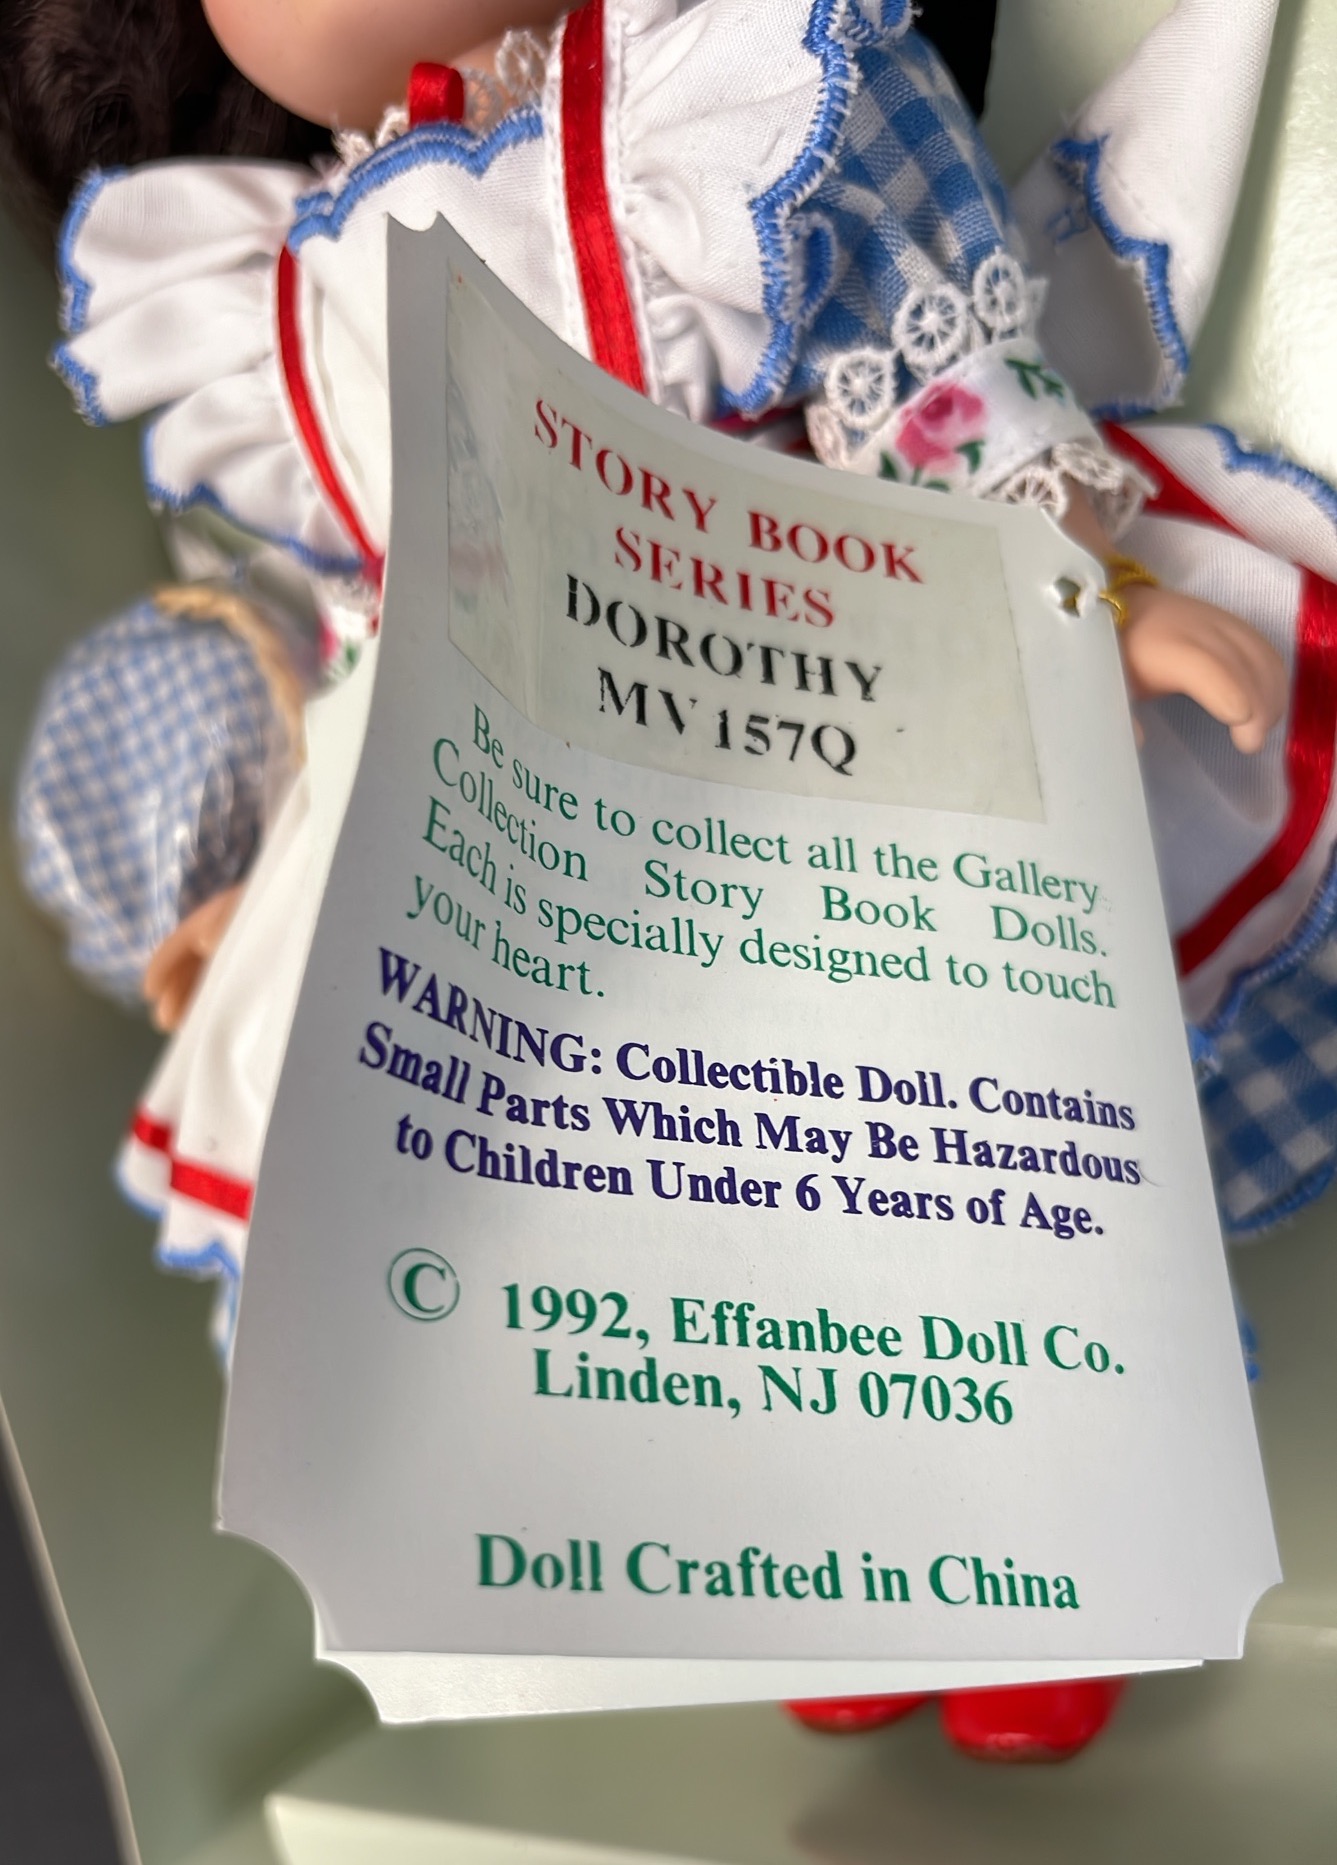 STORY BOOK
SERIES
DOROTHY
MV 157Q
Be sure to collect all the Gallery
Collection Story Book Dolls.
Each is specially designed to touch
your heart.
WARNING: Collectible Doll. Contains
Small Parts Which May Be Hazardous
to Children Under 6 Years of Age.
© 1992, Effanbee Doll Co.
Linden, NJ 07036
Doll Crafted in China